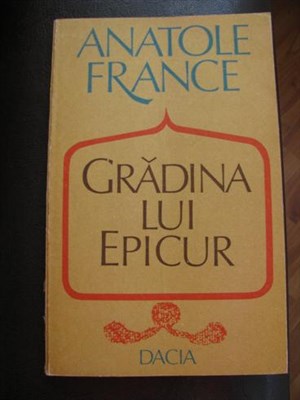 ANATOLE
FRANCE
GRĂDINA
LUI
EPICUR
DACIA